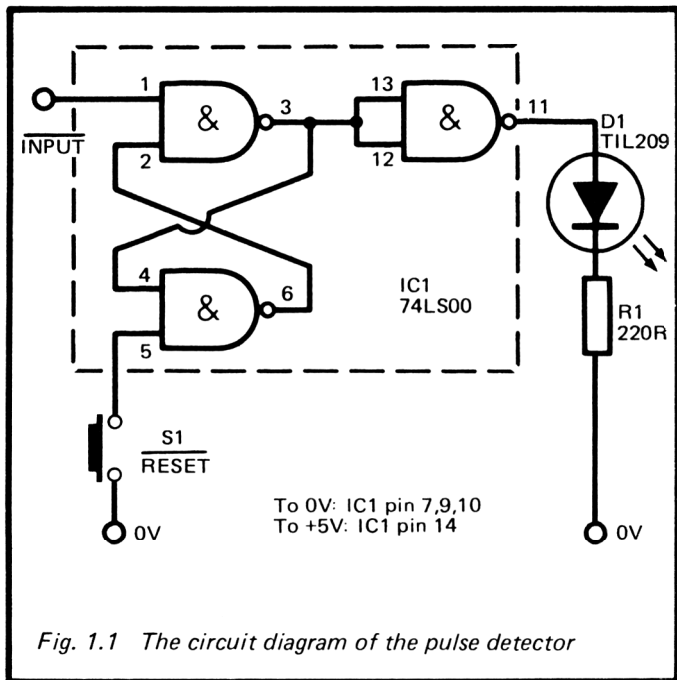 1
13
3
11
D1
TIL209
&
&
INPUT
2
12
4
6
IC1
74LS00
&
R1
220R
5
S1
RESET
To 0V: IC1 pin 7,9,10
To +5V: IC1 pin 14
0V
0V
Fig. 1.1 The circuit diagram of the pulse detector